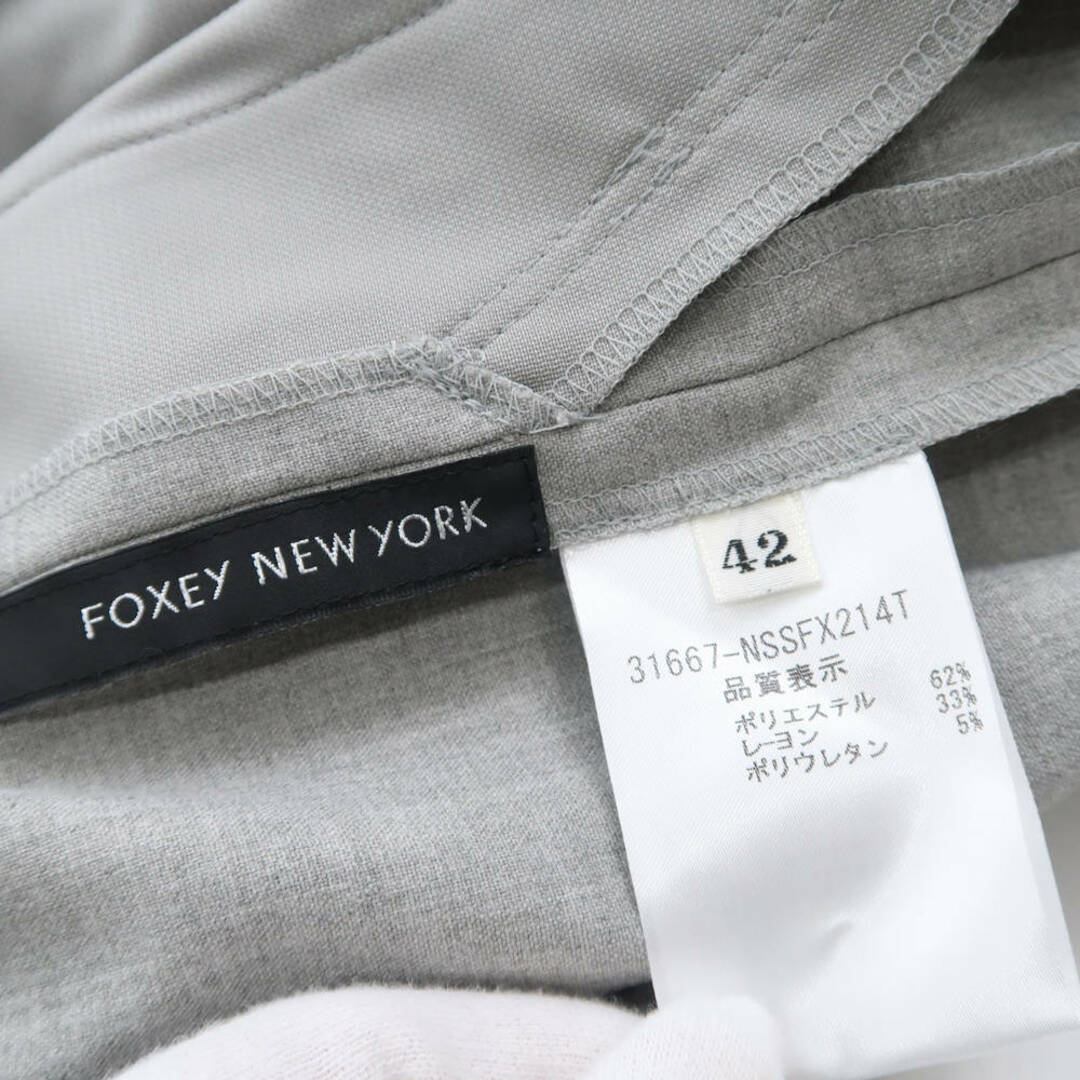 FOXEY NEW YORK
42
31667-NSSFX214T
品質表示
ポリエステル 62%
レーヨン 33%
ポリウレタン 5%